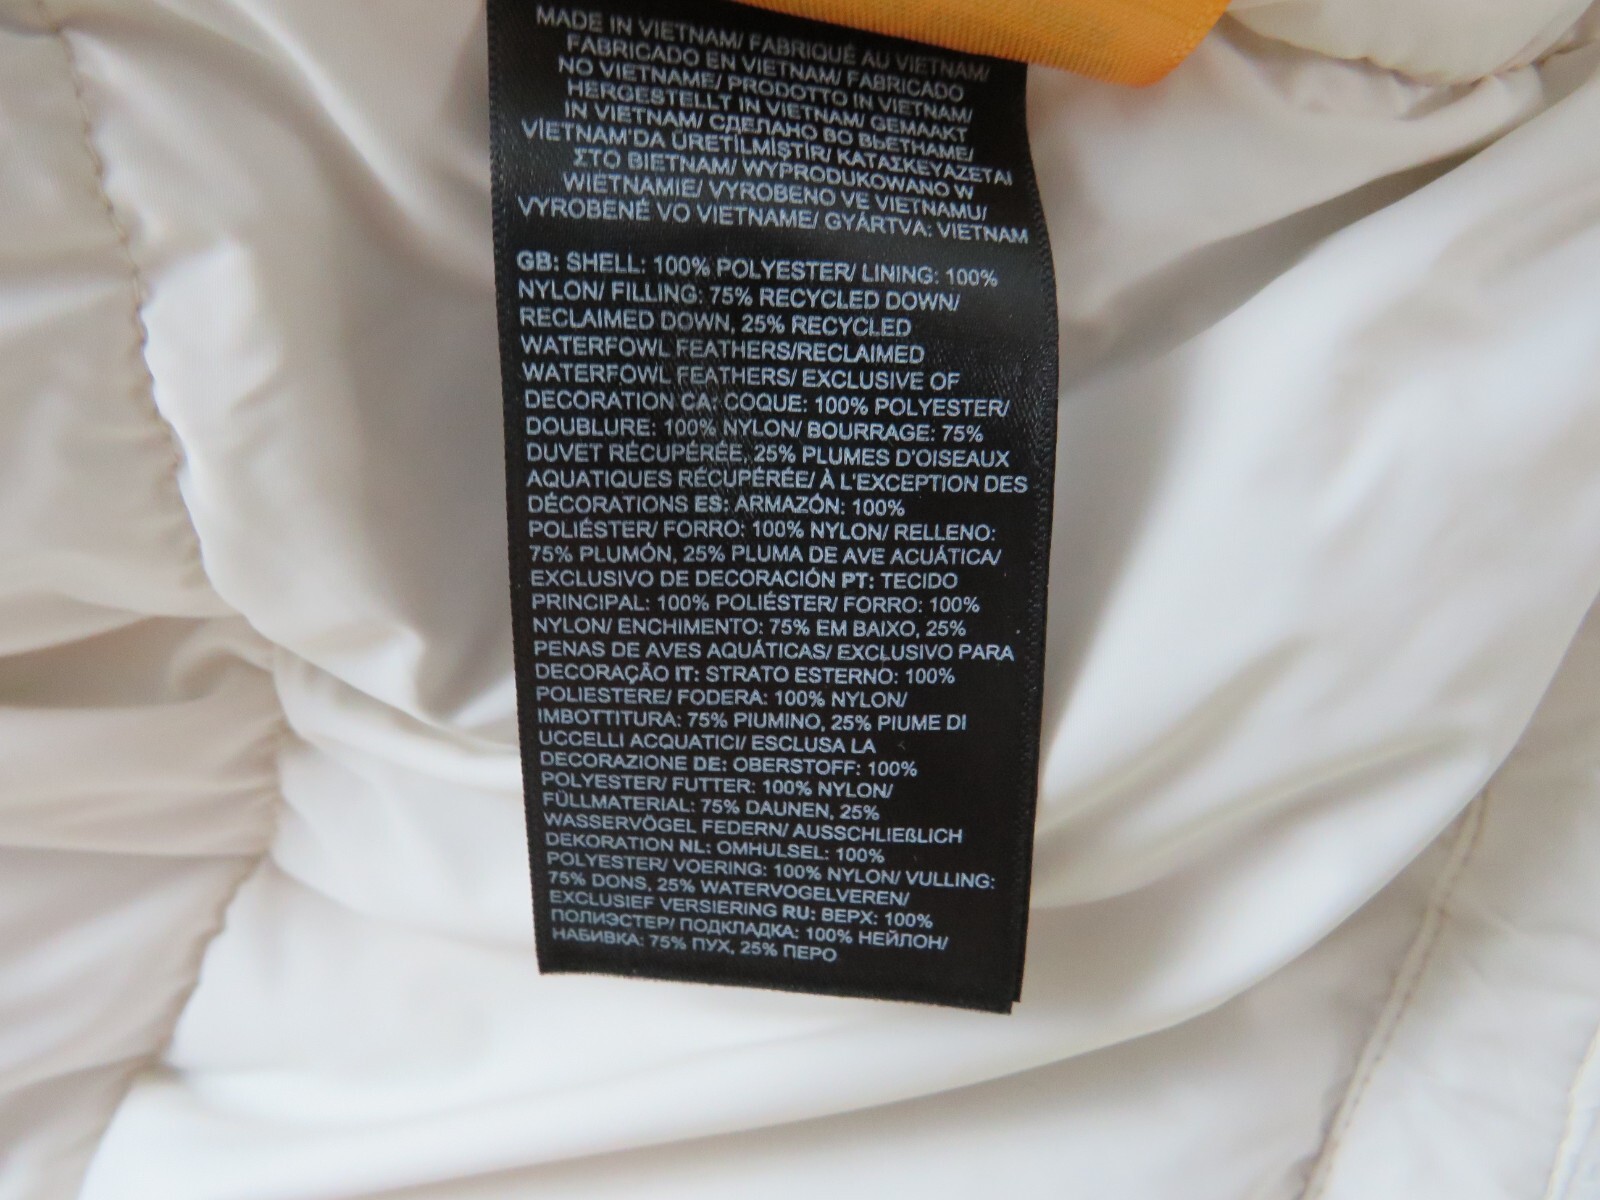 MADE IN VIETNAM/ FABRIQUÉ AU VIETNAM/
FABRICADO EN VIETNAM/ FABRICADO
NO VIETNAME/ PRODOTTO IN VIETNAM/
HERGESTELLT IN VIETNAM/ GEMAAKT
IN VIETNAM/ СДЕЛАНО ВО ВЬЕТНАМЕ/
VİETNAM'DA ÜRETİLMİŞTİR/ ΚΑΤΑΣΚΕΥΑΖΕΤΑΙ
ΣΤΟ ΒΙΕΤΝΑΜ/ WYPRODUKOWANO W
WIETNAMIE/ VYROBENO VE VIETNAMU/
VYROBENÉ VO VIETNAME/ GYÁRTVA: VIETNAM
GB: SHELL: 100% POLYESTER/ LINING: 100%
NYLON/ FILLING: 75% RECYCLED DOWN/
RECLAIMED DOWN, 25% RECYCLED
WATERFOWL FEATHERS/RECLAIMED
WATERFOWL FEATHERS/ EXCLUSIVE OF
DECORATION CA: COQUE: 100% POLYESTER/
DOUBLURE: 100% NYLON/ BOURRAGE: 75%
DUVET RÉCUPÉRÉE, 25% PLUMES D'OISEAUX
AQUATIQUES RÉCUPÉRÉE/ À L'EXCEPTION DES
DÉCORATIONS ES: ARMAZÓN: 100%
POLIÉSTER/ FORRO: 100% NYLON/ RELLENO:
75% PLUMÓN, 25% PLUMA DE AVE ACUÁTICA/
EXCLUSIVO DE DECORACIÓN PT: TECIDO
PRINCIPAL: 100% POLIÉSTER/ FORRO: 100%
NYLON/ ENCHIMENTO: 75% EM BAIXO, 25%
PENAS DE AVES AQUÁTICAS/ EXCLUSIVO PARA
DECORAÇÃO IT: STRATO ESTERNO: 100%
POLIESTERE/ FODERA: 100% NYLON/
IMBOTTITURA: 75% PIUMINO, 25% PIUME DI
UCCELLI ACQUATICI/ ESCLUSA LA
DECORAZIONE DE: OBERSTOFF: 100%
POLYESTER/ FUTTER: 100% NYLON/
FÜLLMATERIAL: 75% DAUNEN, 25%
WASSERVÖGEL FEDERN/ AUSSCHLIEßLICH
DEKORATION NL: OMHULSEL: 100%
POLYESTER/ VOERING: 100% NYLON/ VULLING:
75% DONS, 25% WATERVOGELVEREN/
EXCLUSIEF VERSIERING RU: ВЕРХ: 100%
ПОЛИЭСТЕР/ ПОДКЛАДКА: 100% НЕЙЛОН/
НАБИВКА: 75% ПУХ, 25% ПЕРО